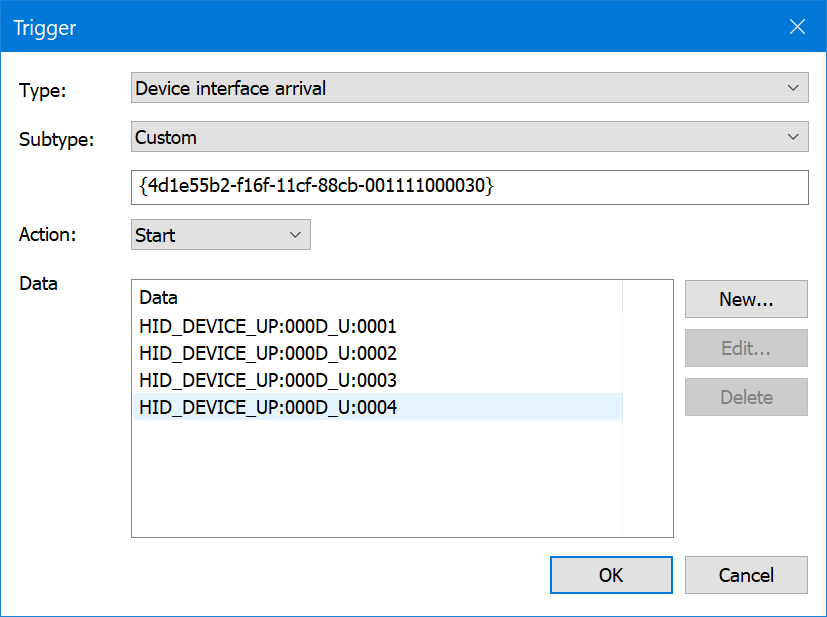 Trigger
Type: Device interface arrival
Subtype: Custom
{4d1e55b2-f16f-11cf-88cb-001111000030}
Action: Start
Data
Data
HID_DEVICE_UP:000D_U:0001
HID_DEVICE_UP:000D_U:0002
HID_DEVICE_UP:000D_U:0003
HID_DEVICE_UP:000D_U:0004
New...
Edit...
Delete
OK Cancel